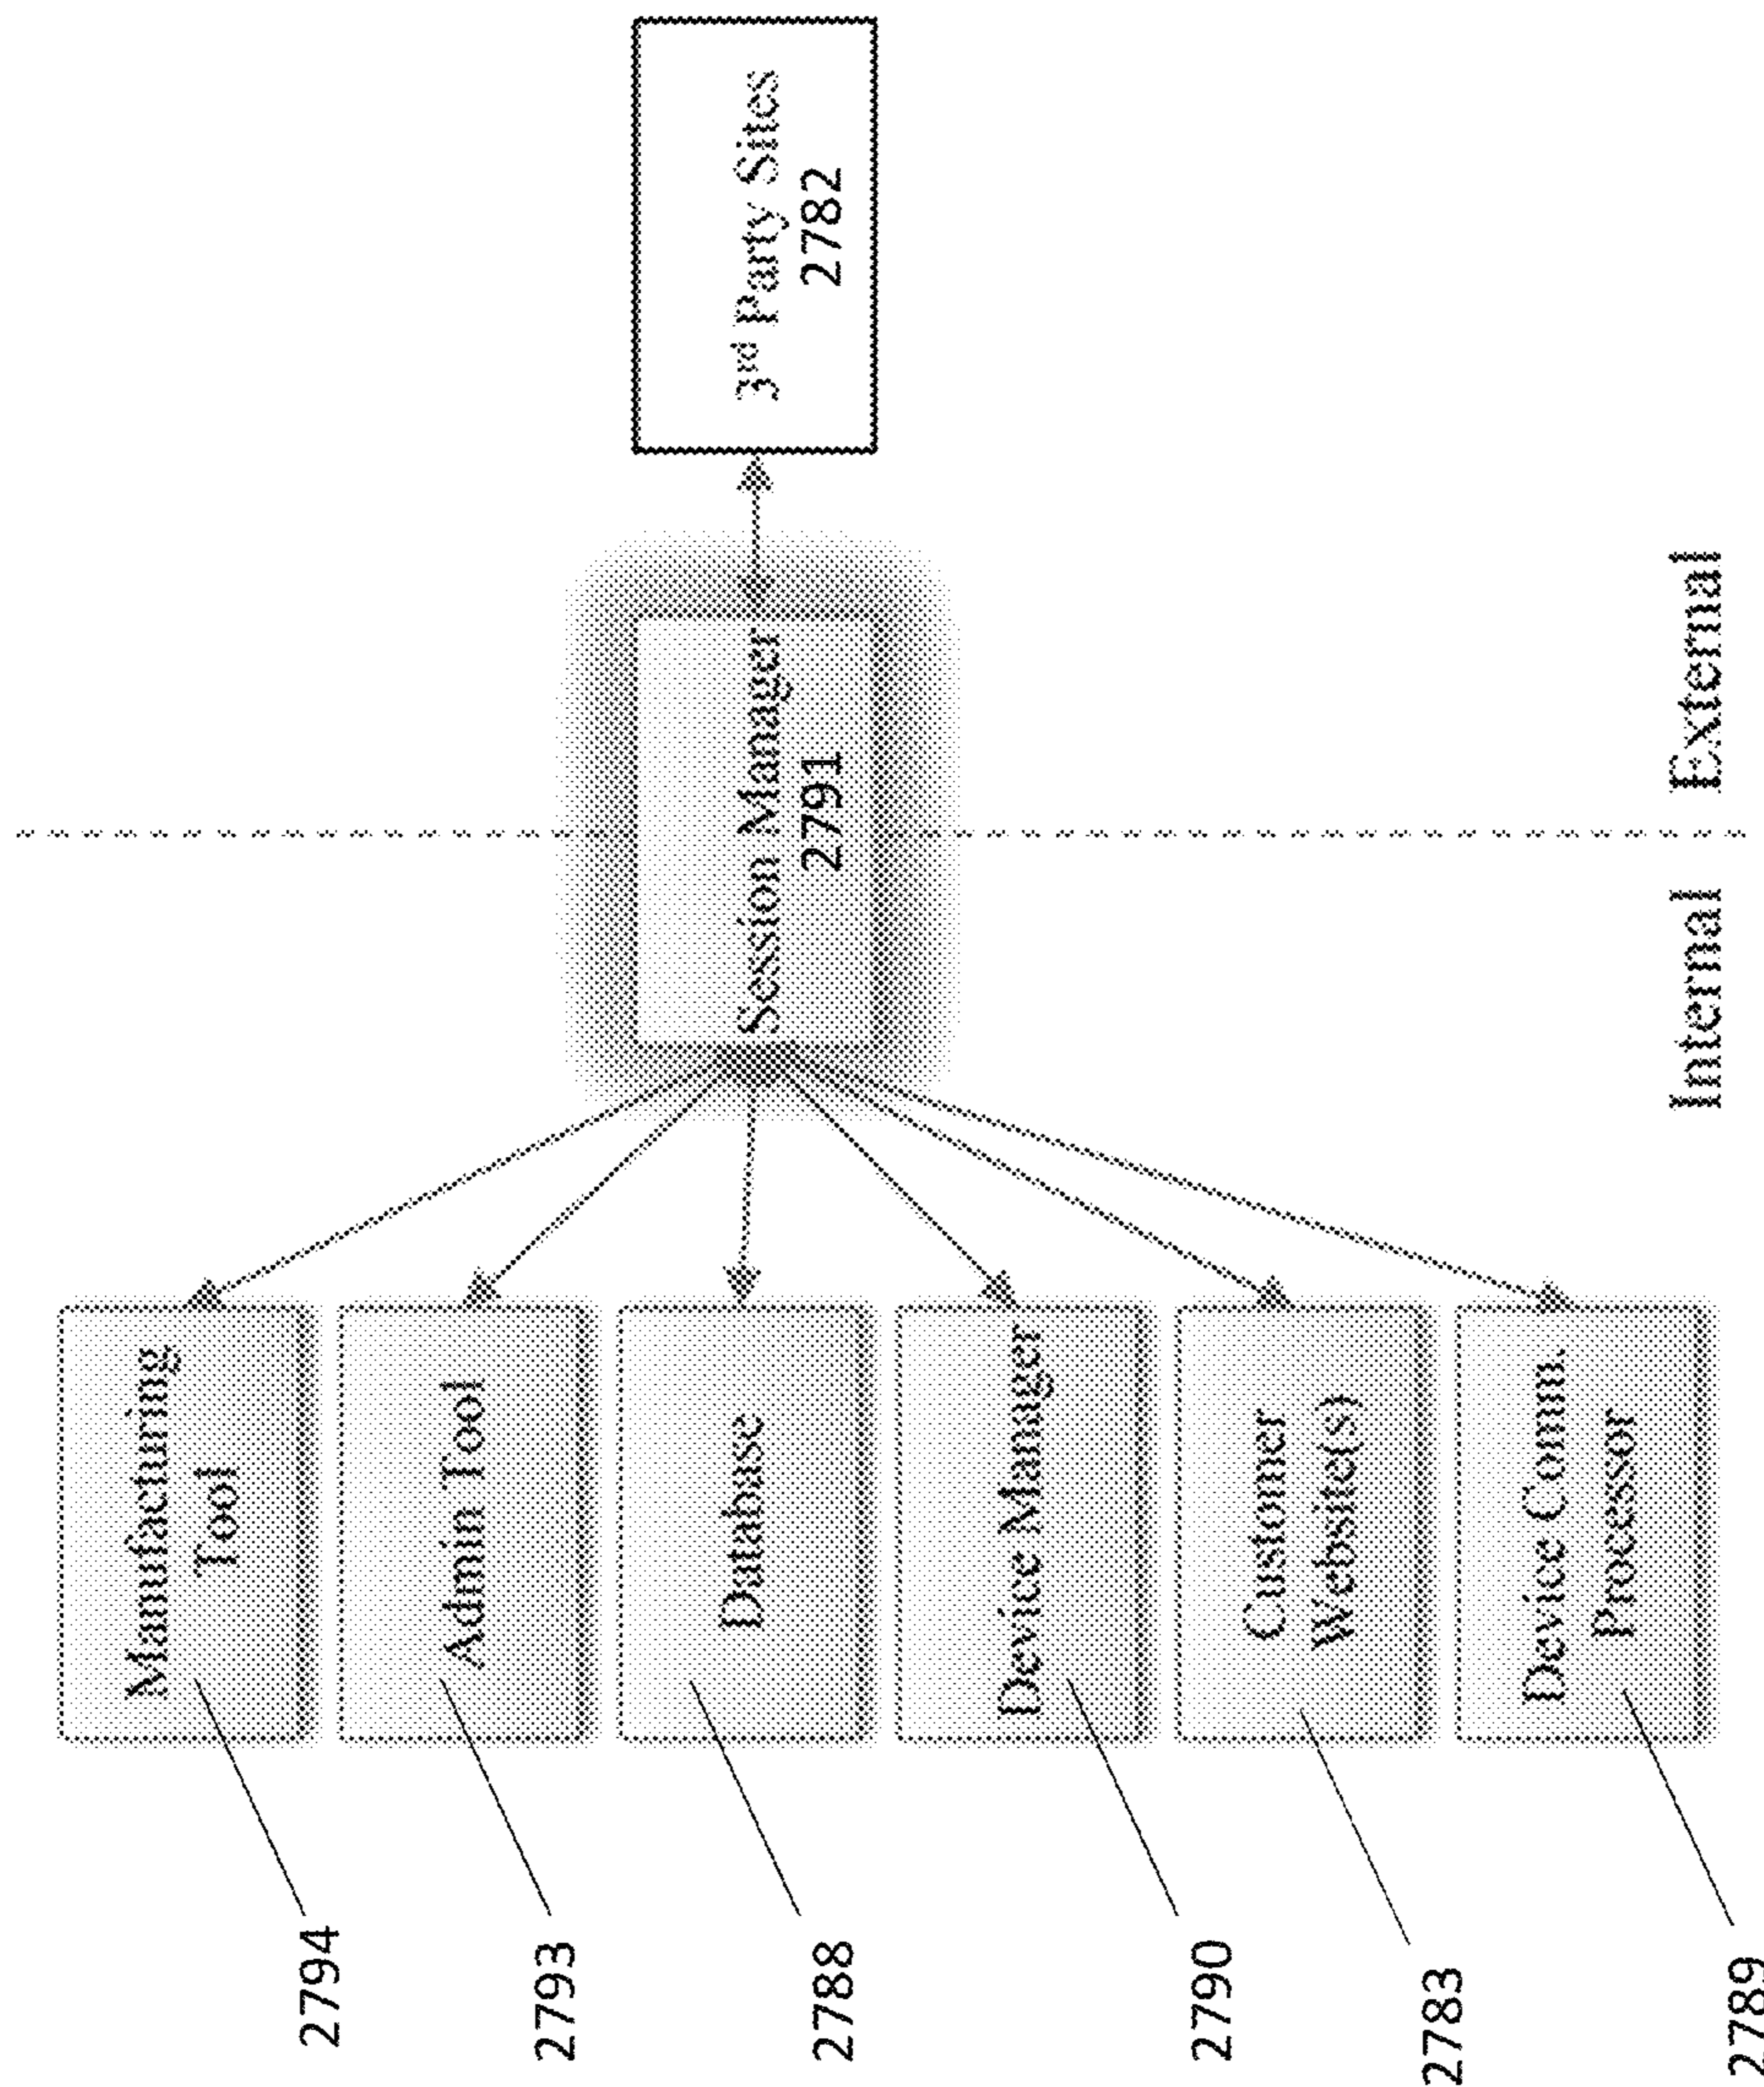 2794
Manufacturing
Tool
2793
Admin Tool
2788
Database
2790
Device Manager
2783
Customer
Website(s)
2789
Device Comm.
Processor
Session Manager
2791
3rd Party Sites
2782
Internal
External